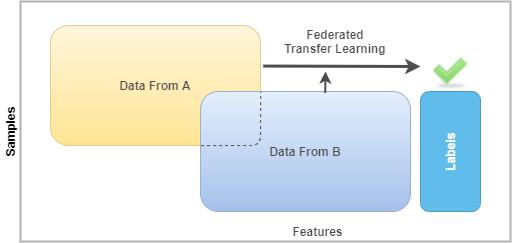 Federated
Transfer Learning
Data From A
Samples
Data From B
Labels
Features